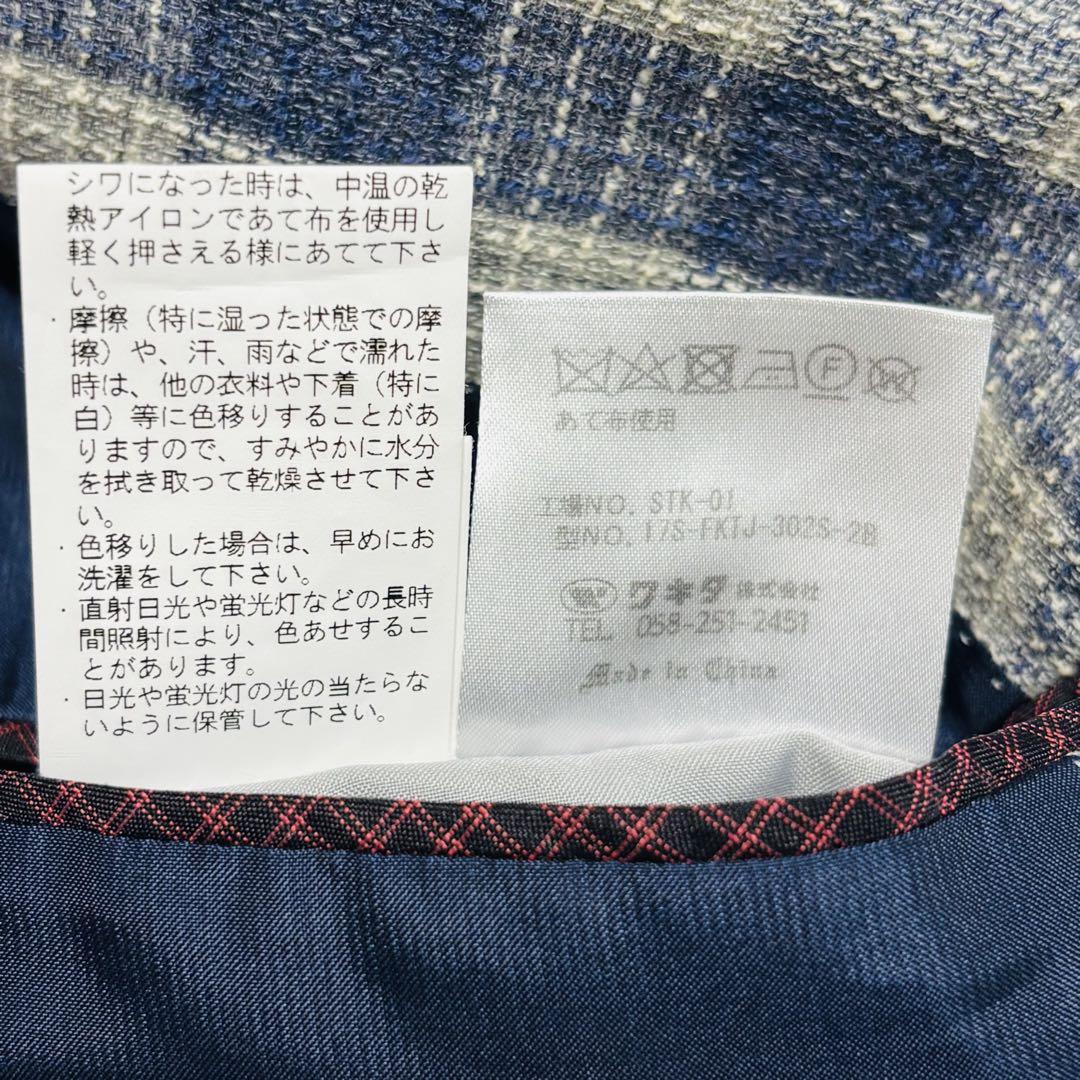 シワになった時は、中温の乾
熱アイロンであて布を使用し
軽く押さえる様にあてて下さ
い。
・摩擦（特に湿った状態での摩
擦）や、汗、雨などで濡れた
時は、他の衣料や下着（特に
白）等に色移りすることがあ
りますので、すみやかに水分
を拭き取って乾燥させて下さ
い。
・色移りした場合は、早めにお
洗濯をして下さい。
・直射日光や蛍光灯などの長時
間照射により、色あせするこ
とがあります。
・日光や蛍光灯の光の当たらな
いように保管して下さい。
F W
あて布使用
工場NO. STK-01
型NO. 17S-FKTJ-302S-2B
W ワキダ株式会社
TEL 058-251-2451
Made in China